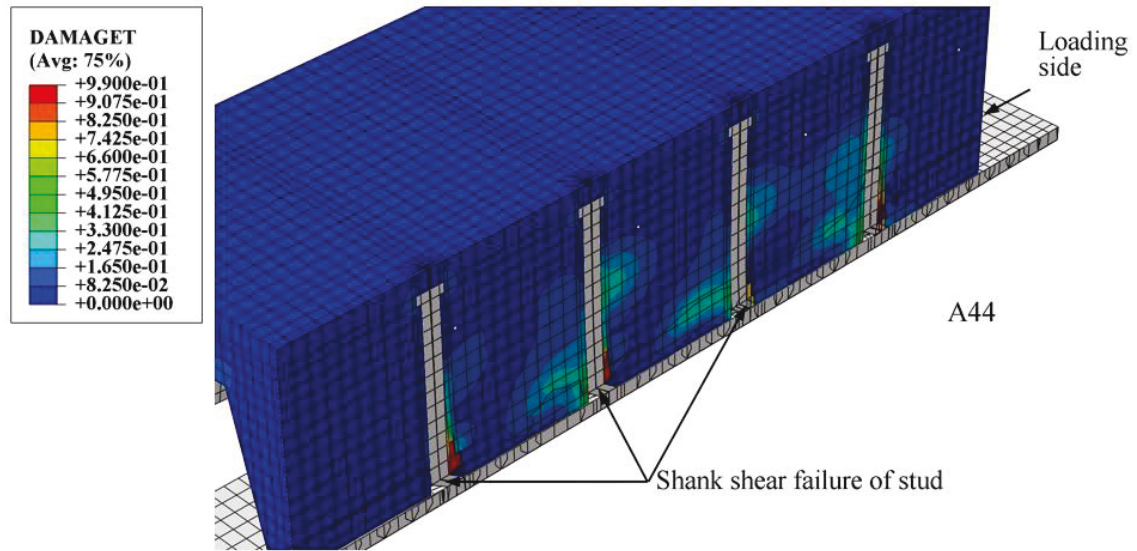 DAMAGET
(Avg: 75%)
+9.900e-01
+9.075e-01
+8.250e-01
+7.425e-01
+6.600e-01
+5.775e-01
+4.950e-01
+4.125e-01
+3.300e-01
+2.475e-01
+1.650e-01
+8.250e-02
+0.000e+00
Loading
side
A44
Shank shear failure of stud